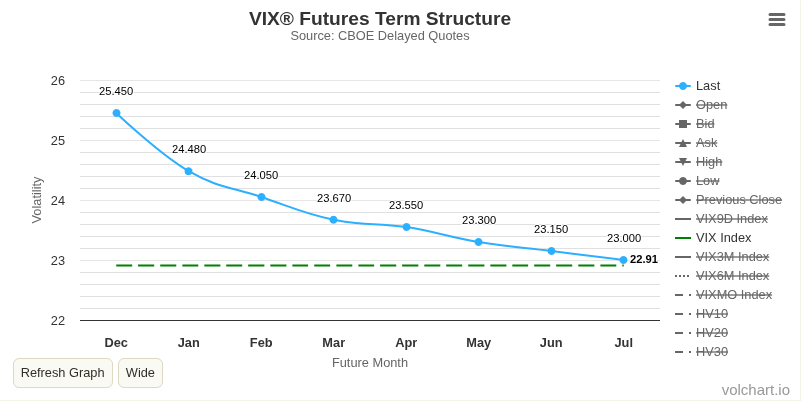 VIX® Futures Term Structure
Source: CBOE Delayed Quotes
Volatility
26
25
24
23
22
25.450
24.480
24.050
23.670
23.550
23.300
23.150
23.000
22.91
Dec Jan Feb Mar Apr May Jun Jul
Future Month
Last
Open
Bid
Ask
High
Low
Previous Close
VIX9D Index
VIX Index
VIX3M Index
VIX6M Index
VIXMO Index
HV10
HV20
HV30
Refresh Graph Wide
volchart.io